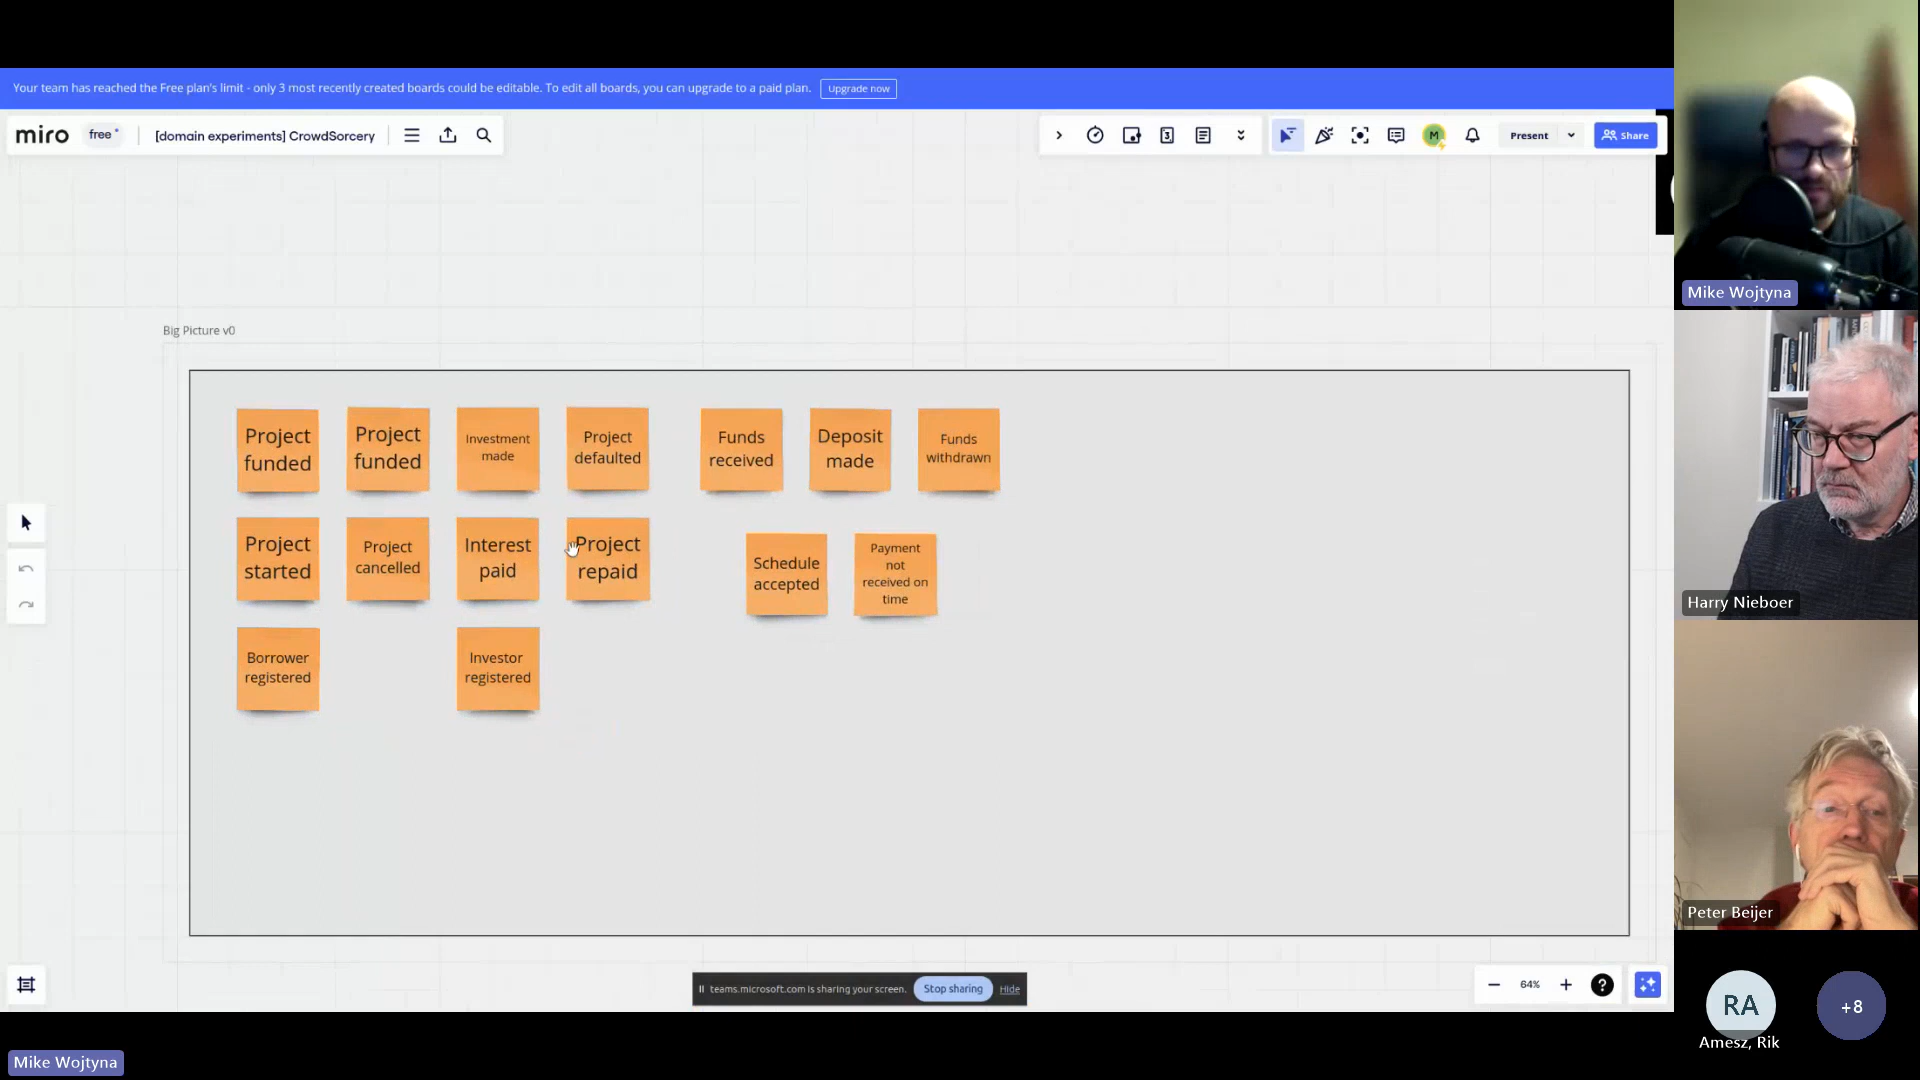 Your team has reached the Free plan's limit - only 3 most recently created boards could be editable. To edit all boards, you can upgrade to a paid plan.
Upgrade now
miro
free
[domain experiments] CrowdSorcery
3
M
Present
Share
Big Picture v0
Project
funded
Project
funded
Investment
made
Project
defaulted
Funds
received
Deposit
made
Funds
withdrawn
Project
started
Project
cancelled
Interest
paid
Project
repaid
Schedule
accepted
Payment
not
received on
time
Borrower
registered
Investor
registered
teams.microsoft.com is sharing your screen.
Stop sharing
Hide
64%
?
Mike Wojtyna
Harry Nieboer
Peter Beijer
RA
Amesz, Rik
+8
Mike Wojtyna